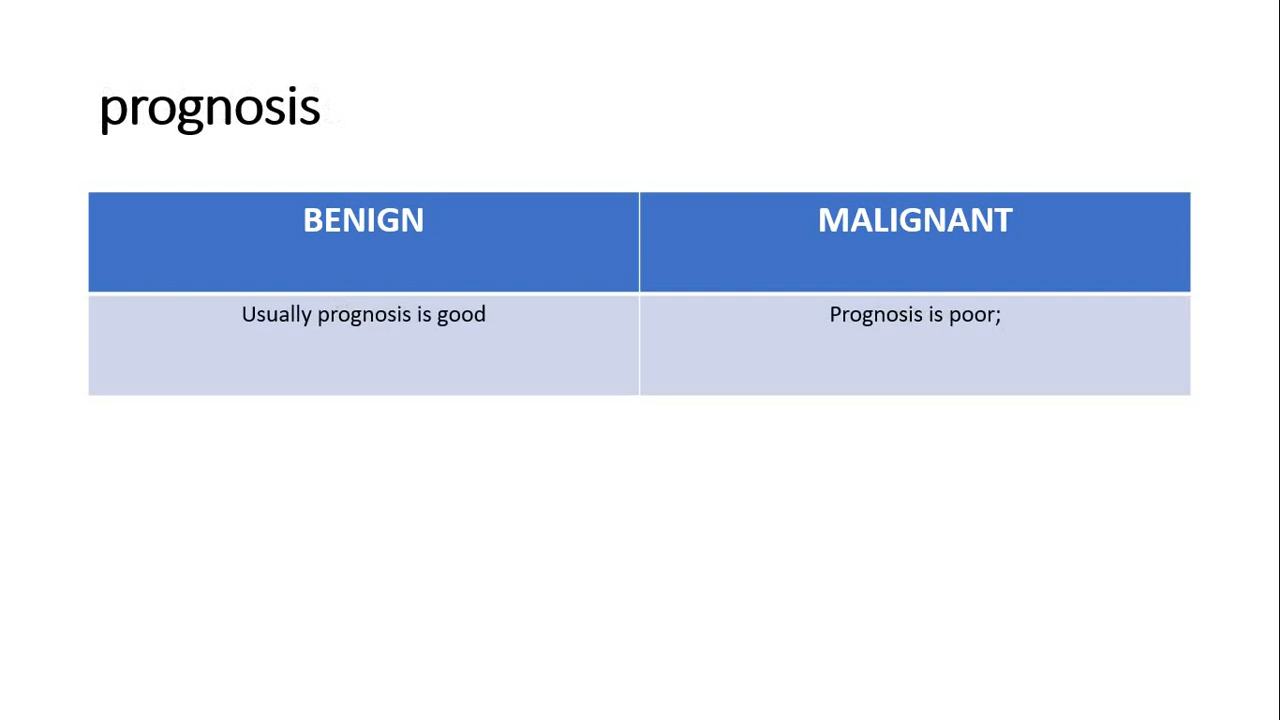 prognosis
BENIGN
MALIGNANT
Usually prognosis is good
Prognosis is poor;